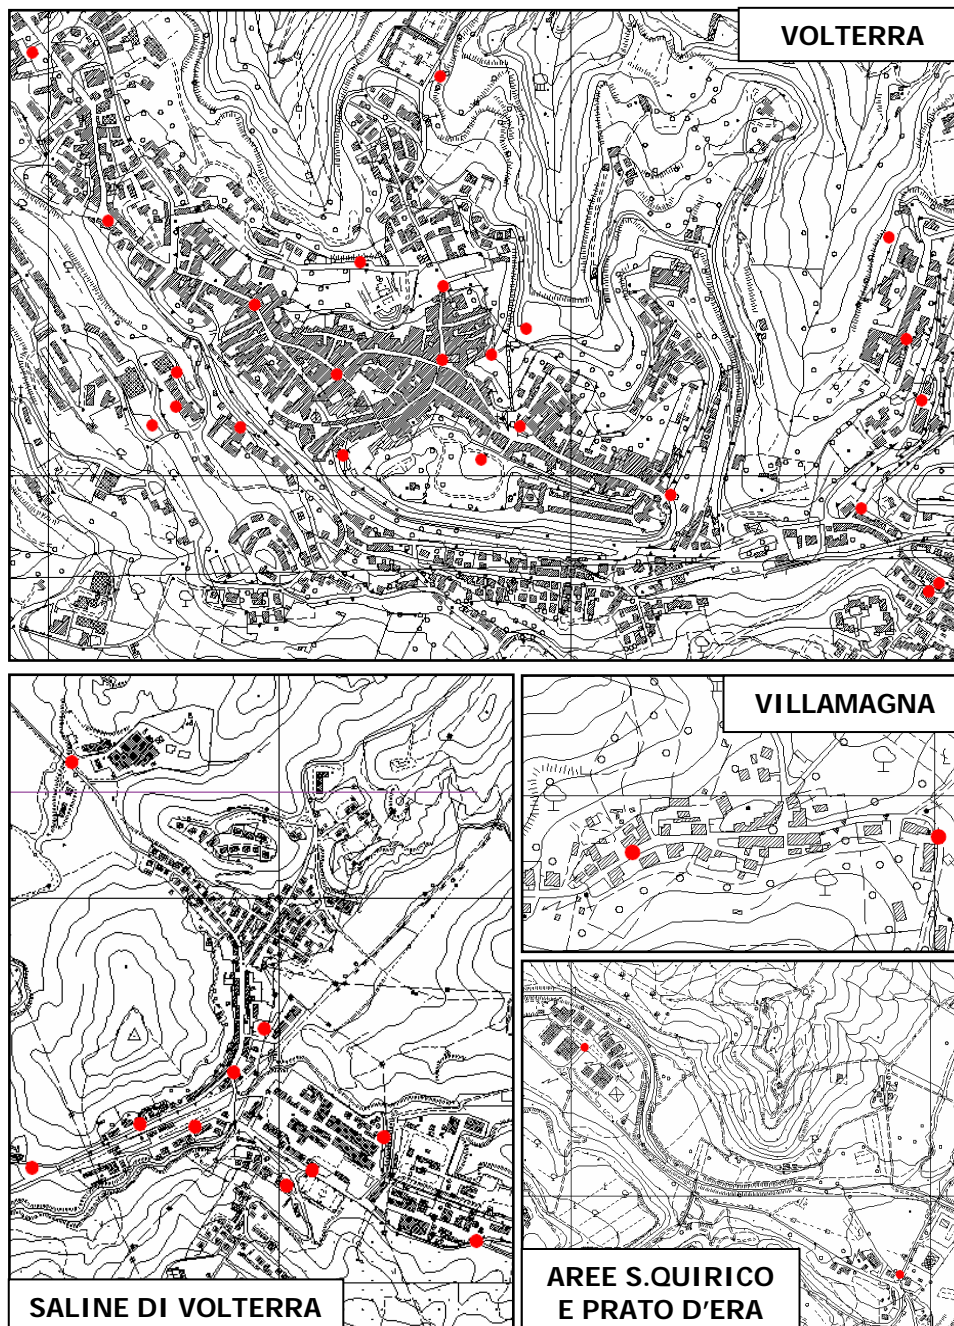 VOLTERRA
VILLAMAGNA
SALINE DI VOLTERRA
AREE S.QUIRICO
E PRATO D'ERA